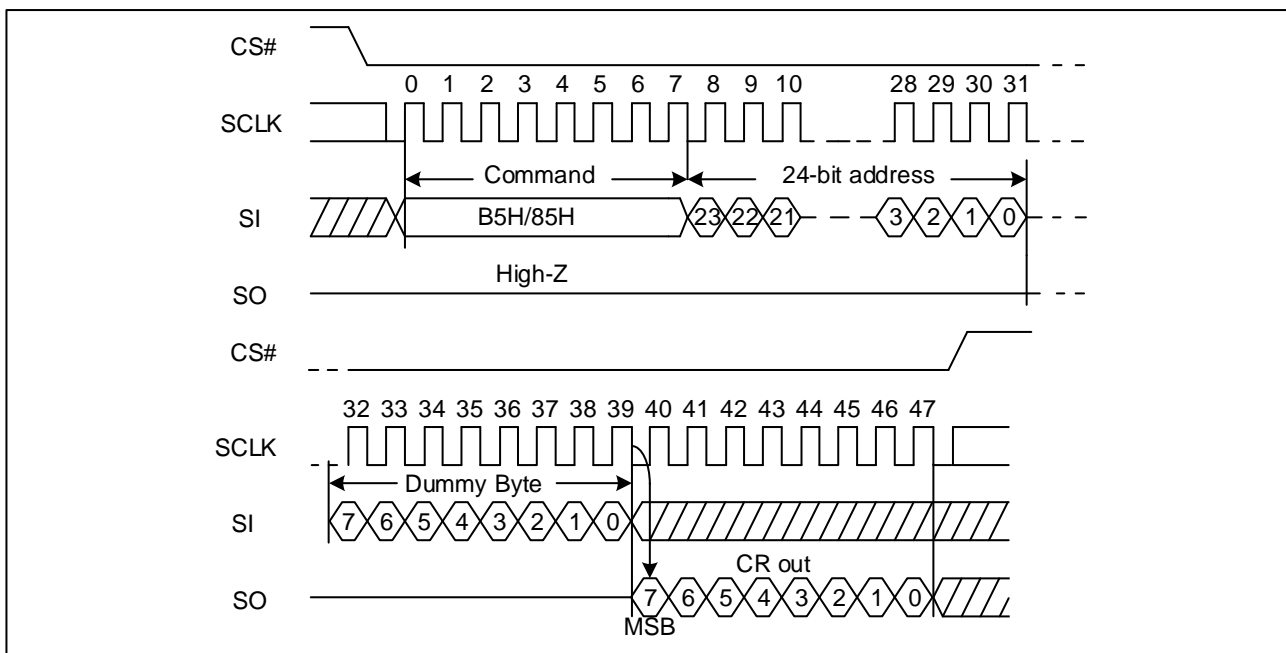 CS#
0 1 2 3 4 5 6 7 8 9 10 28 29 30 31
SCLK
Command 24-bit address
SI B5H/85H 23 22 21 3 2 1 0
High-Z
SO
CS#
32 33 34 35 36 37 38 39 40 41 42 43 44 45 46 47
SCLK
Dummy Byte
SI 7 6 5 4 3 2 1 0
CR out
SO 7 6 5 4 3 2 1 0
MSB